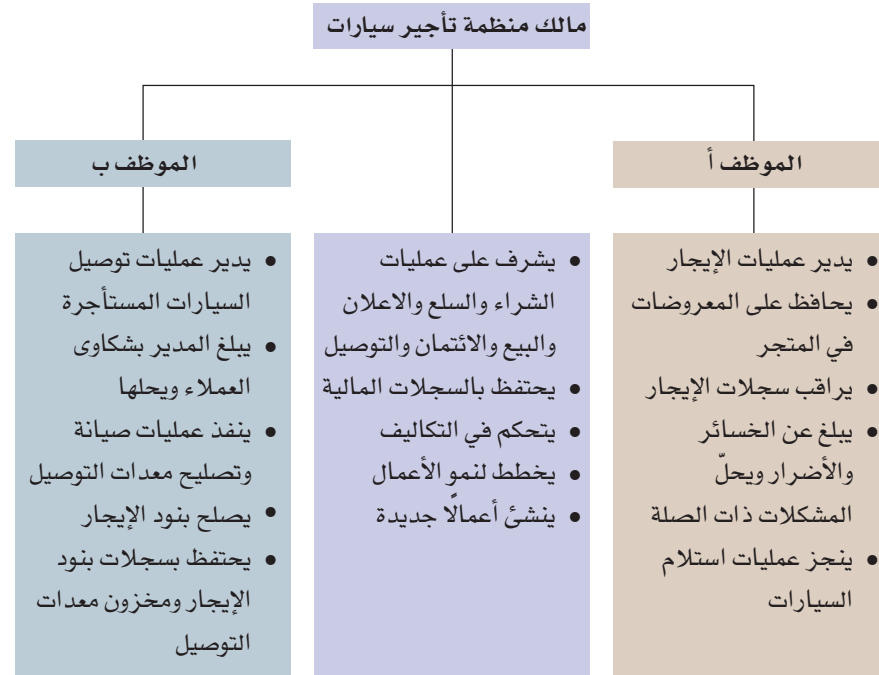 مالك منظمة تأجير سيارات
الموظف أ
• يدير عمليات الإيجار
• يحافظ على المعروضات
في المتجر
• يراقب سجلات الإيجار
• يبلغ عن الخسائر
والأضرار ويحلّ
المشكلات ذات الصلة
• ينجز عمليات استلام
السيارات
• يشرف على عمليات
الشراء والسلع والاعلان
والبيع والائتمان والتوصيل
• يحتفظ بالسجلات المالية
• يتحكم في التكاليف
• يخطط لنمو الأعمال
• ينشئ أعمالًا جديدة
الموظف ب
• يدير عمليات توصيل
السيارات المستأجرة
• يبلغ المدير بشكاوى
العملاء ويحلها
• ينفذ عمليات صيانة
وتصليح معدات التوصيل
• يصلح بنود الإيجار
• يحتفظ بسجلات بنود
الإيجار ومخزون معدات
التوصيل